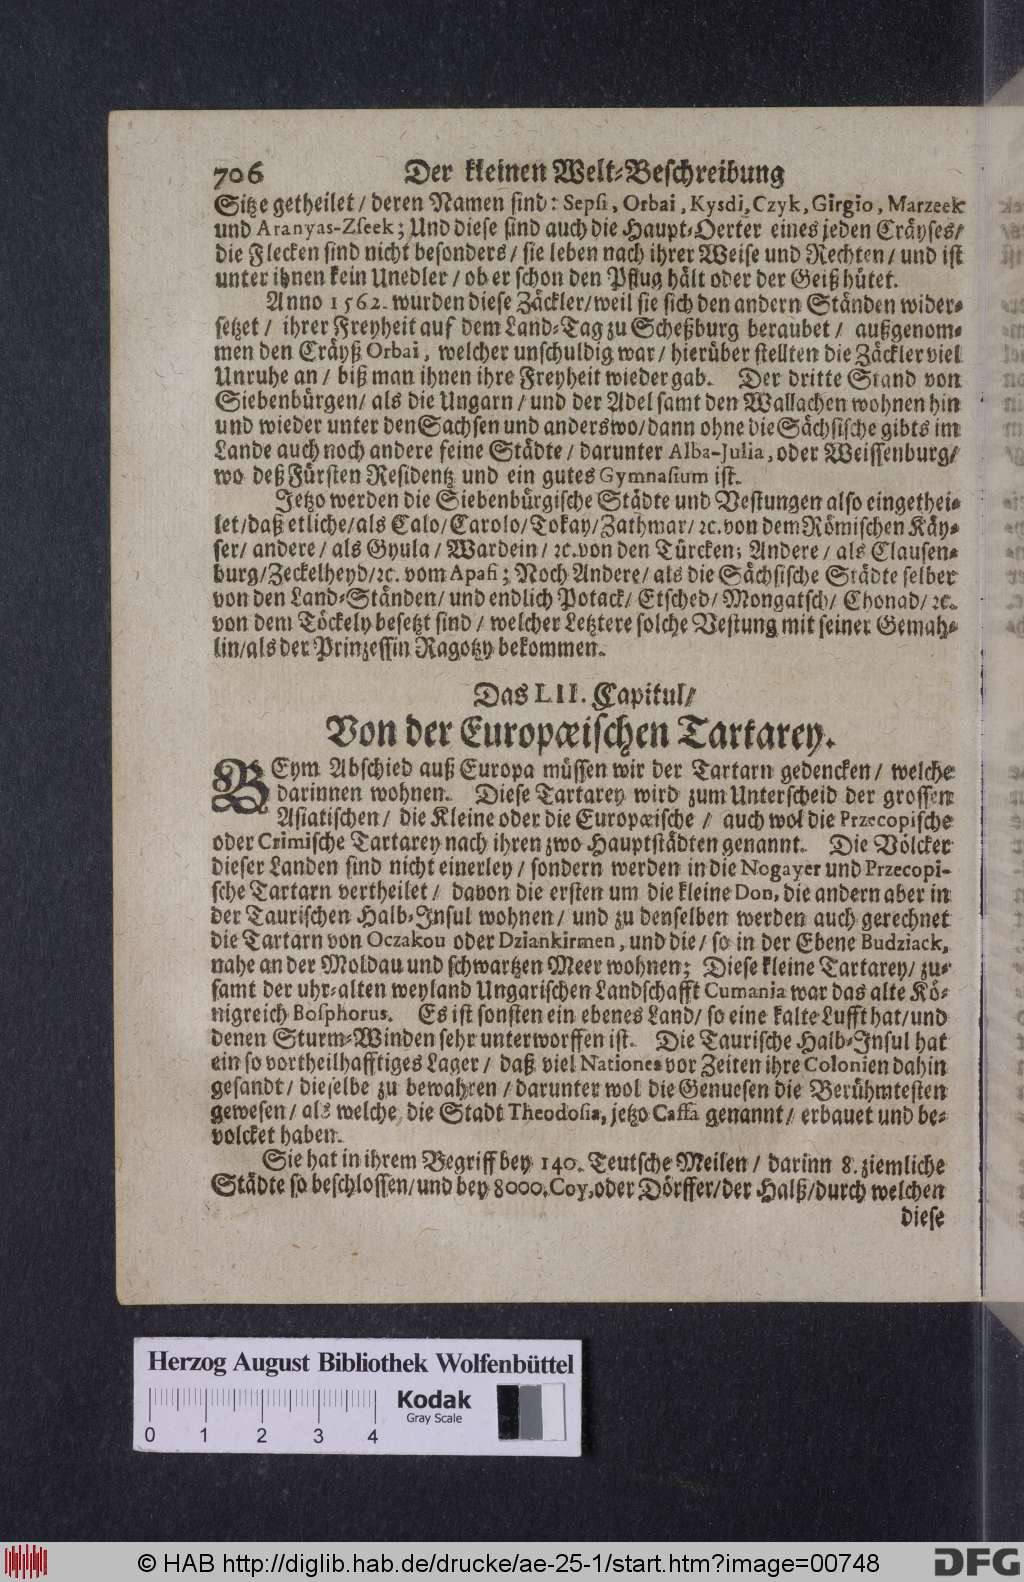 706 Der kleinen Welt-Beschreibung
Sitze getheilet / deren Namen sind: Sepsi, Orbai, Kysdi, Czyk, Girgio, Marzeek
und Aranyas-Zseek; Und diese sind auch die Haupt-Oerter eines jeden Cräyses/
die Flecken sind nicht besonders / sie leben nach ihrer Weise und Rechten / und ist
unter ihnen kein Unedler / ob er schon den Pflug hält oder der Geiß hütet.
Anno 1562. wurden diese Zäckler/weil sie sich den andern Ständen wider-
setzet / ihrer Freyheit auf dem Land-Tag zu Scheßburg beraubet / außgenom-
men den Cräyß Orbai, welcher unschuldig war / hierüber stellten die Zäckler viel
Unruhe an / biß man ihnen ihre Freyheit wieder gab. Der dritte Stand von
Siebenbürgen/ als die Ungarn / und der Adel samt den Wallachen wohnen hin
und wieder unter den Sachsen und anderswo/dann ohne die Sächsische gibts im
Lande auch noch andere feine Städte / darunter Alba-Julia, oder Weissenburg/
wo deß Fürsten Residentz und ein gutes Gymnasium ist.
Jetzo werden die Siebenbürgische Städte und Vestungen also eingethei-
let/daß etliche/als Calo/Carolo/Tokay/Zathmar/ ꝛc. von dem Römischen Käy-
ser/ andere / als Gyula / Wardein / ꝛc. von den Türcken; Andere / als Clausen-
burg/Zeckelheyd/ꝛc. vom Apafi; Noch Andere/ als die Sächsische Städte selber
von den Land-Ständen/ und endlich Potack/ Etsched/ Mongatsch/ Chonad/ ꝛc.
von dem Töckely besetzt sind / welcher Letztere solche Vestung mit seiner Gemah-
lin/als der Prinzessin Ragotzy bekommen.
Das LII. Capitul/
Von der Europæischen Tartarey.
BEym Abschied auß Europa müssen wir der Tartarn gedencken / welche
darinnen wohnen. Diese Tartarey wird zum Unterscheid der grossen
Asiatischen / die Kleine oder die Europæische / auch wol die Przecopische
oder Crimische Tartarey nach ihren zwo Hauptstädten genannt. Die Völcker
dieser Landen sind nicht einerley / sondern werden in die Nogayer und Przecopi-
sche Tartarn vertheilet / davon die ersten um die kleine Don, die andern aber in
der Taurischen Halb-Insul wohnen / und zu denselben werden auch gerechnet
die Tartarn von Oczakou oder Dziankirmen, und die / so in der Ebene Budziack,
nahe an der Moldau und schwartzen Meer wohnen; Diese kleine Tartarey/ zu-
samt der uhr-alten weyland Ungarischen Landschafft Cumania war das alte Kö-
nigreich Bosphorus. Es ist sonsten ein ebenes Land/ so eine kalte Lufft hat/und
denen Sturm-Winden sehr unterworffen ist. Die Taurische Halb-Insul hat
ein so vortheilhafftiges Lager / daß viel Nationes vor Zeiten ihre Colonien dahin
gesandt / dieselbe zu bewahren / darunter wol die Genuesen die Berühmtesten
gewesen / als welche die Stadt Theodosia, jetzo Caffa genannt / erbauet und be-
volcket haben.
Sie hat in ihrem Begriff bey 140. Teutsche Meilen / darinn 8. ziemliche
Städte so beschlossen/und bey 8000. Coy, oder Dörffer/der Halß/durch welchen
diese
Herzog August Bibliothek Wolfenbüttel
Kodak
Gray Scale
0 1 2 3 4
© HAB http://diglib.hab.de/drucke/ae-25-1/start.htm?image=00748
DFG